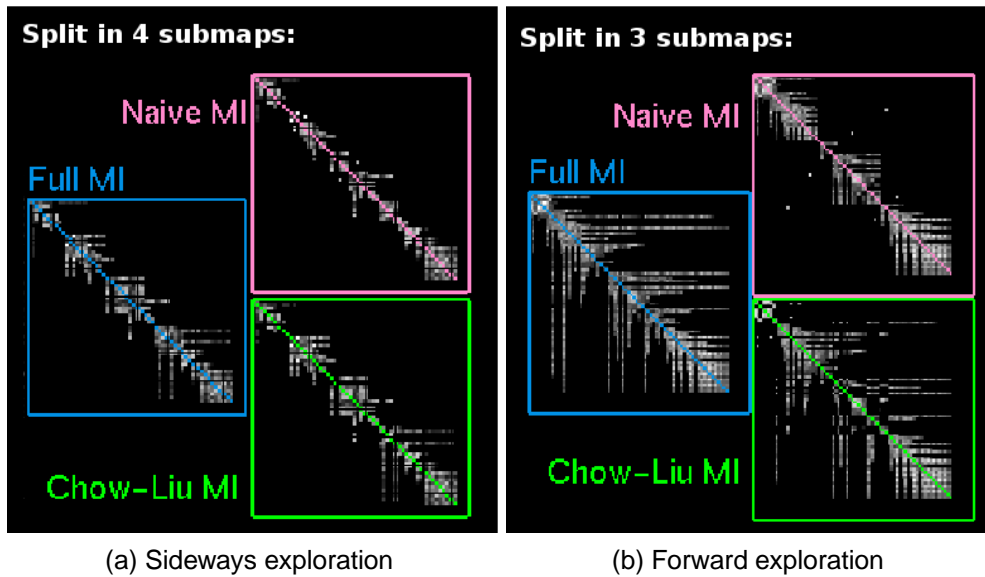 Split in 4 submaps:
Naive MI
Full MI
Chow-Liu MI
(a) Sideways exploration
Split in 3 submaps:
Naive MI
Full MI
Chow-Liu MI
(b) Forward exploration